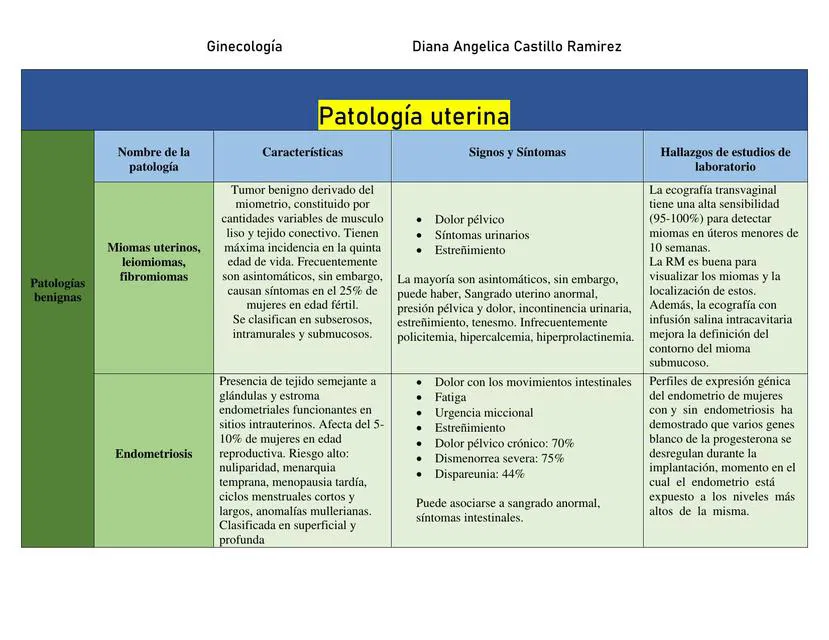 Ginecología Diana Angelica Castillo Ramirez
Patología uterina
Nombre de la
patología
Características
Signos y Síntomas
Hallazgos de estudios de
laboratorio
Patologías
benignas
Miomas uterinos,
leiomiomas,
fibromiomas
Tumor benigno derivado del
miometrio, constituido por
cantidades variables de musculo
liso y tejido conectivo. Tienen
máxima incidencia en la quinta
edad de vida. Frecuentemente
son asintomáticos, sin embargo,
causan síntomas en el 25% de
mujeres en edad fértil.
Se clasifican en subserosos,
intramurales y submucosos.
• Dolor pélvico
• Síntomas urinarios
• Estreñimiento
La mayoría son asintomáticos, sin embargo,
puede haber, Sangrado uterino anormal,
presión pélvica y dolor, incontinencia urinaria,
estreñimiento, tenesmo. Infrecuentemente
policitemia, hipercalcemia, hiperprolactinemia.
La ecografía transvaginal
tiene una alta sensibilidad
(95-100%) para detectar
miomas en úteros menores de
10 semanas.
La RM es buena para
visualizar los miomas y la
localización de estos.
Además, la ecografía con
infusión salina intracavitaria
mejora la definición del
contorno del mioma
submucoso.
Endometriosis
Presencia de tejido semejante a
glándulas y estroma
endometriales funcionantes en
sitios intrauterinos. Afecta del 5-
10% de mujeres en edad
reproductiva. Riesgo alto:
nuliparidad, menarquia
temprana, menopausia tardía,
ciclos menstruales cortos y
largos, anomalías mullerianas.
Clasificada en superficial y
profunda
• Dolor con los movimientos intestinales
• Fatiga
• Urgencia miccional
• Estreñimiento
• Dolor pélvico crónico: 70%
• Dismenorrea severa: 75%
• Dispareunia: 44%
Puede asociarse a sangrado anormal,
síntomas intestinales.
Perfiles de expresión génica
del endometrio de mujeres
con y sin endometriosis ha
demostrado que varios genes
blanco de la progesterona se
desregulan durante la
implantación, momento en el
cual el endometrio está
expuesto a los niveles más
altos de la misma.